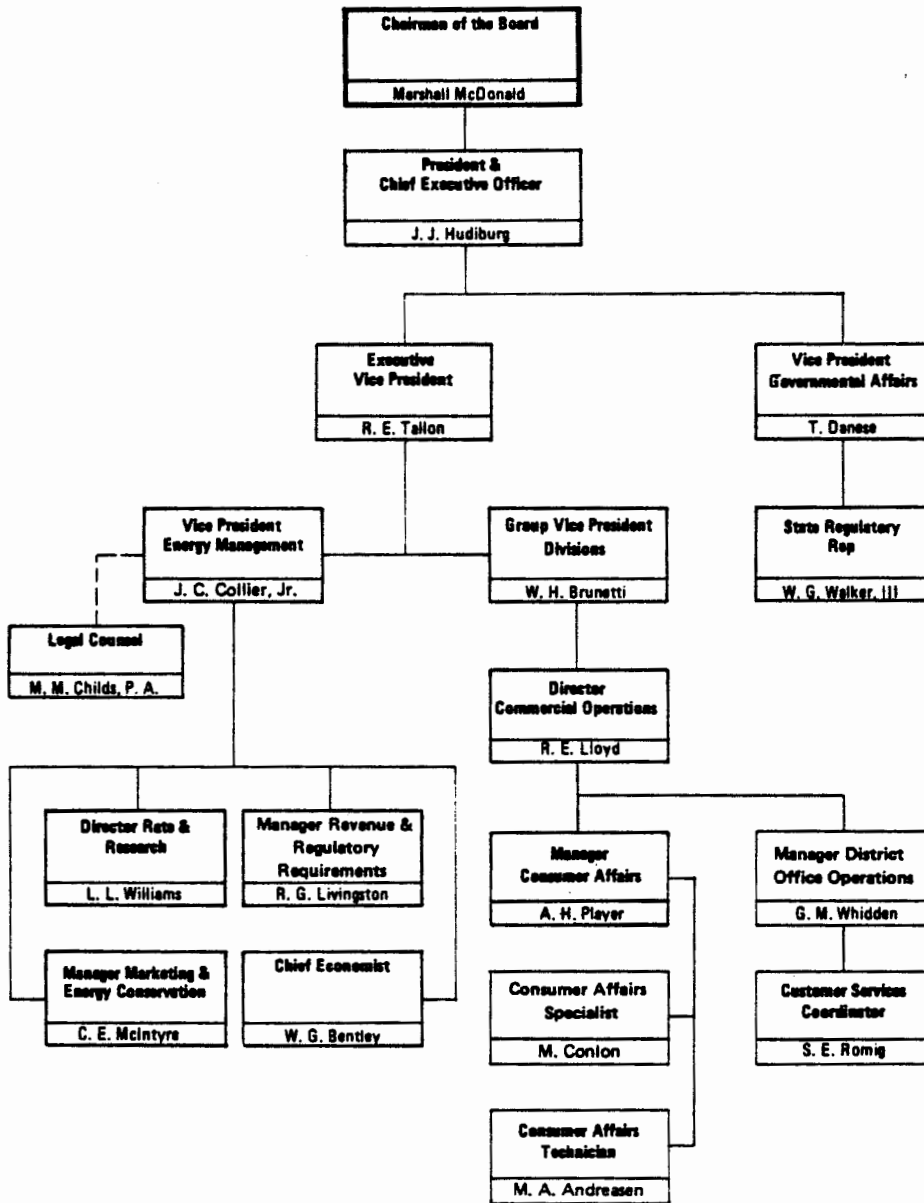 Chairman of the Board
Marshall McDonald
President &
Chief Executive Officer
J. J. Hudiburg
Executive
Vice President
R. E. Tallon
Vice President
Governmental Affairs
T. Danese
Vice President
Energy Management
J. C. Collier, Jr.
Group Vice President
Divisions
W. H. Brunetti
State Regulatory
Rep
W. G. Walker, III
Legal Counsel
M. M. Childs, P. A.
Director
Commercial Operations
R. E. Lloyd
Director Rate &
Research
L. L. Williams
Manager Revenue &
Regulatory
Requirements
R. G. Livingston
Manager
Consumer Affairs
A. H. Player
Manager District
Office Operations
G. M. Whidden
Manager Marketing &
Energy Conservation
C. E. McIntyre
Chief Economist
W. G. Bentley
Consumer Affairs
Specialist
M. Conlon
Customer Services
Coordinator
S. E. Romig
Consumer Affairs
Technician
M. A. Andreasen